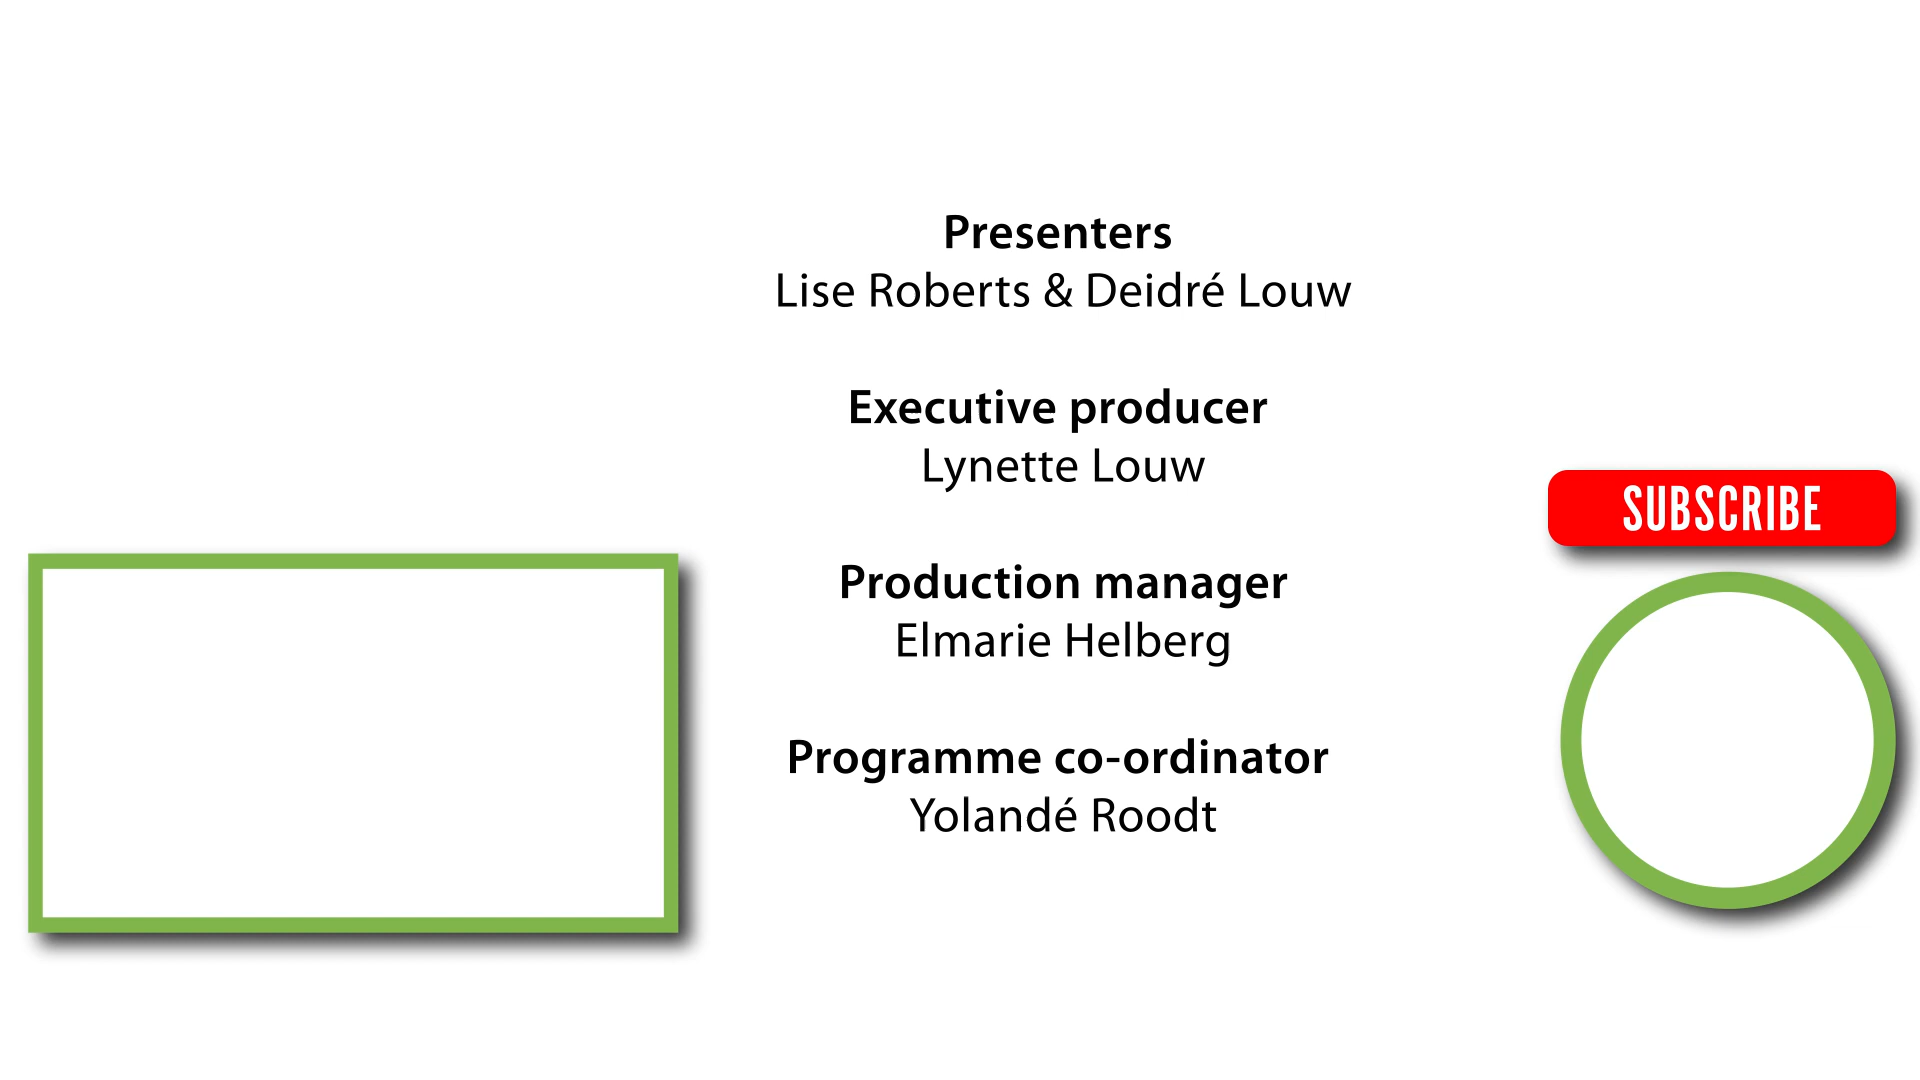 Presenters
Lise Roberts & Deidré Louw
Executive producer
Lynette Louw
Production manager
Elmarie Helberg
Programme co-ordinator
Yolandé Roodt
SUBSCRIBE